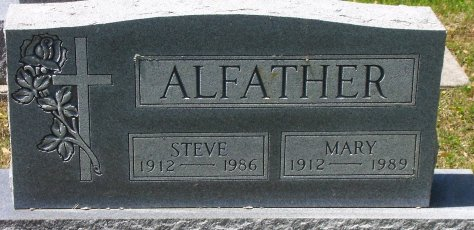 ALFATHER
STEVE
1912 — 1986
MARY
1912 — 1989